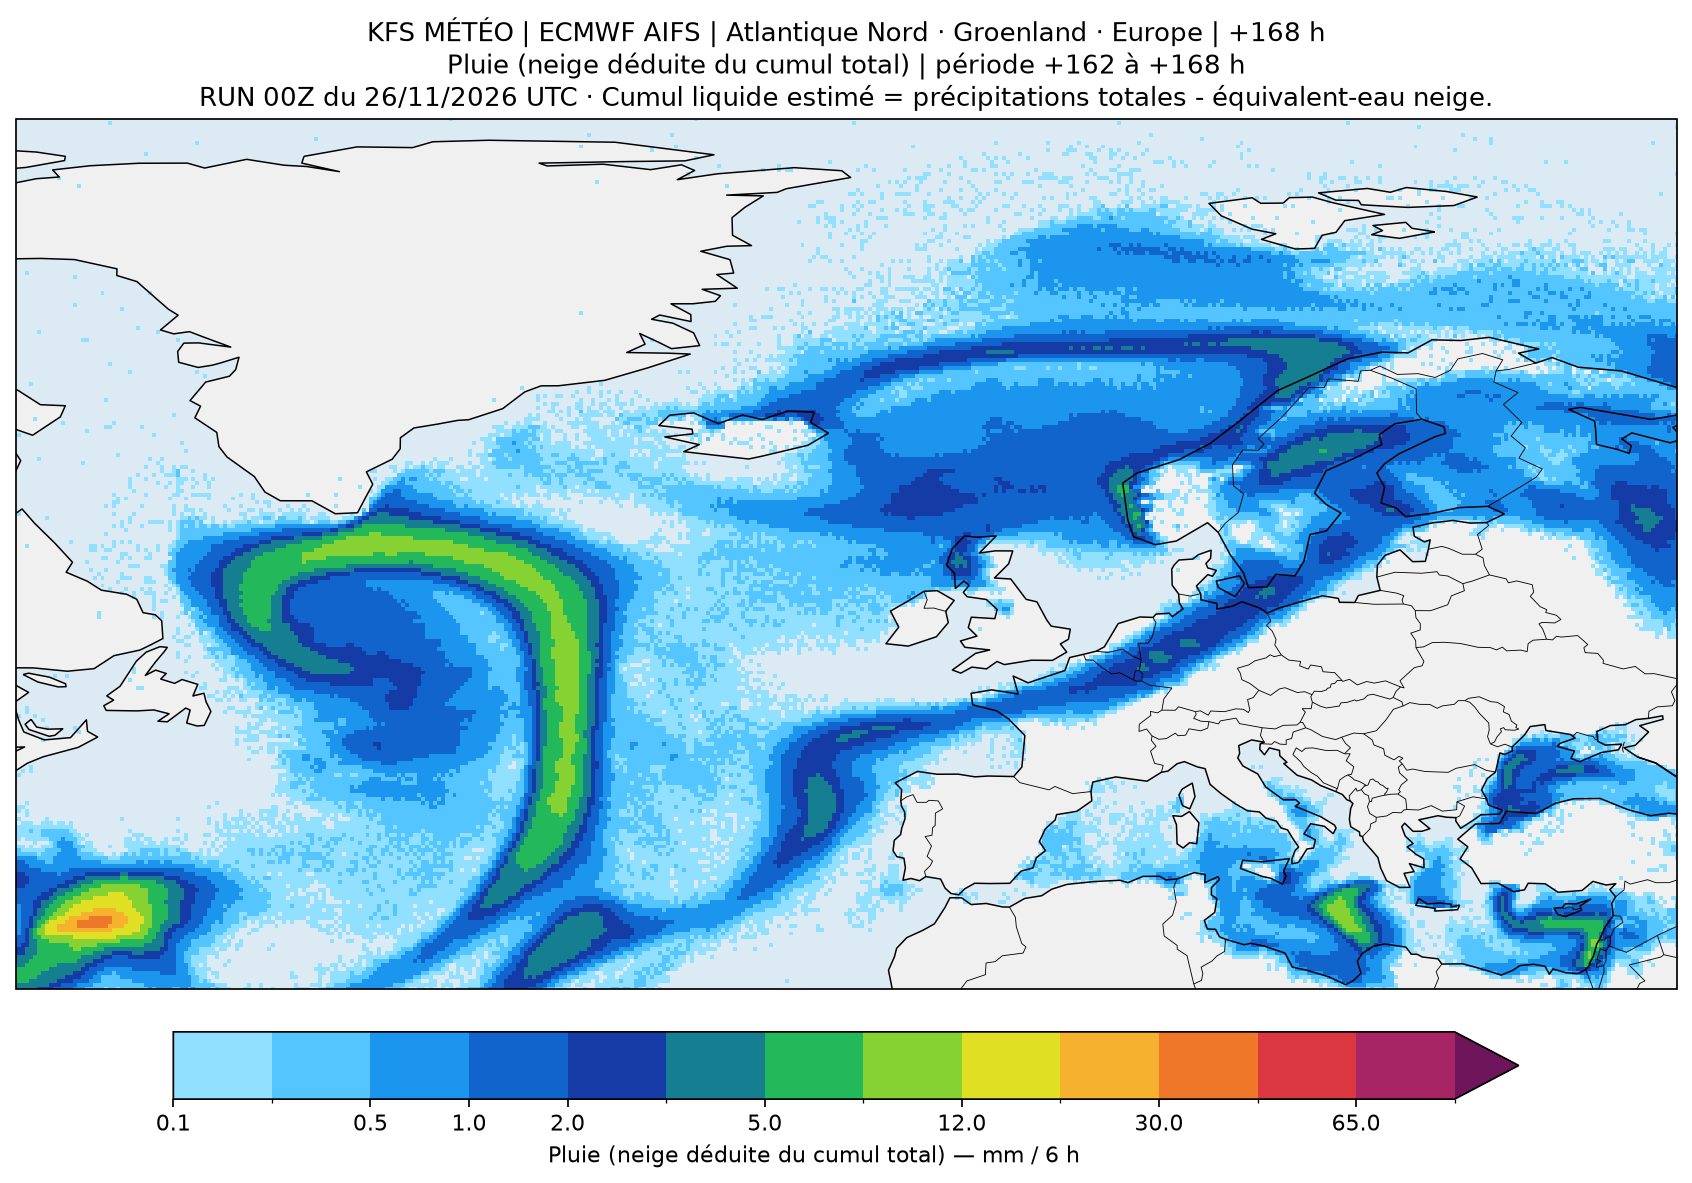 KFS MÉTÉO | ECMWF AIFS | Atlantique Nord · Groenland · Europe | +168 h
Pluie (neige déduite du cumul total) | période +162 à +168 h
RUN 00Z du 26/11/2026 UTC · Cumul liquide estimé = précipitations totales - équivalent-eau neige.
0.1 0.5 1.0 2.0 5.0 12.0 30.0 65.0
Pluie (neige déduite du cumul total) — mm / 6 h